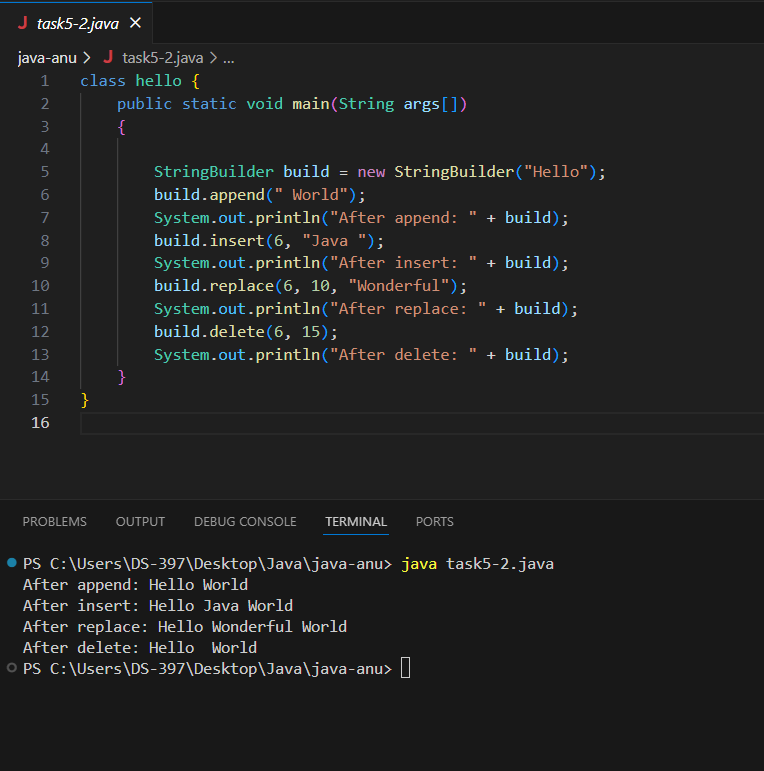 J task5-2.java ×
java-anu > J task5-2.java > ...
1 class hello {
2     public static void main(String args[])
3     {
4
5         StringBuilder build = new StringBuilder("Hello");
6         build.append(" World");
7         System.out.println("After append: " + build);
8         build.insert(6, "Java ");
9         System.out.println("After insert: " + build);
10         build.replace(6, 10, "Wonderful");
11         System.out.println("After replace: " + build);
12         build.delete(6, 15);
13         System.out.println("After delete: " + build);
14     }
15 }
16
PROBLEMS OUTPUT DEBUG CONSOLE TERMINAL PORTS
PS C:\Users\DS-397\Desktop\Java\java-anu> java task5-2.java
After append: Hello World
After insert: Hello Java World
After replace: Hello Wonderful World
After delete: Hello  World
PS C:\Users\DS-397\Desktop\Java\java-anu>